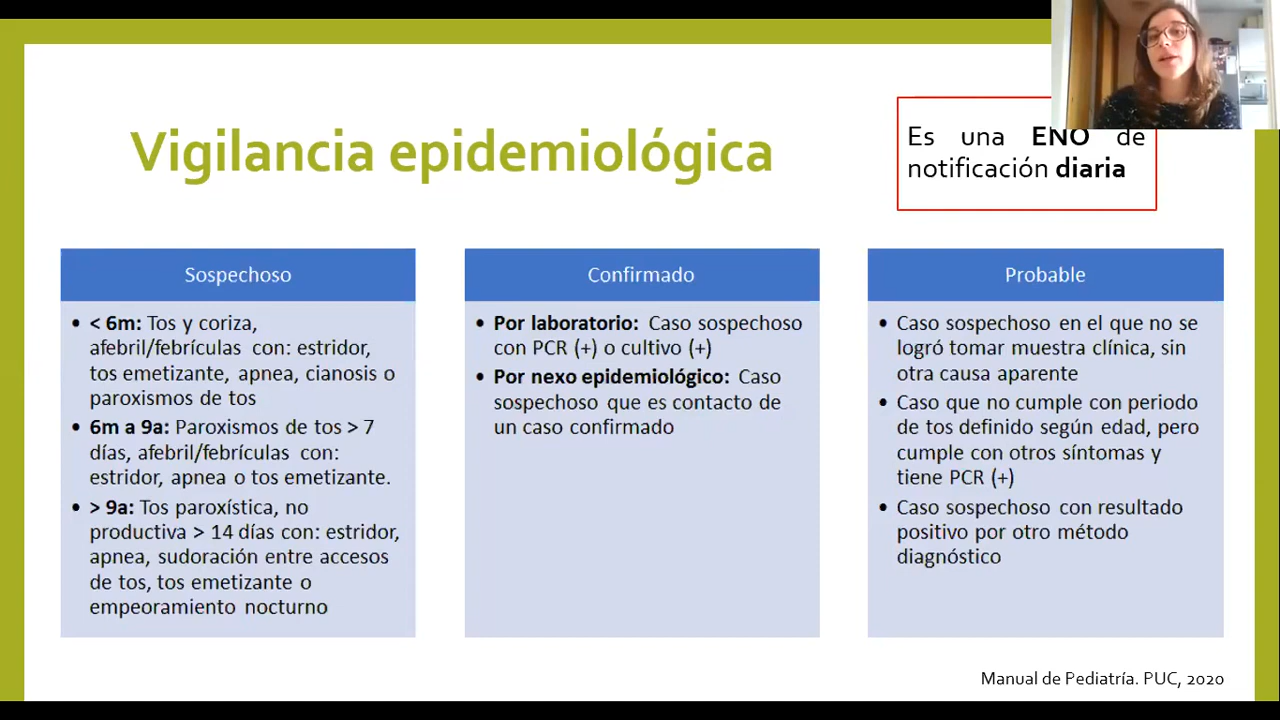 Vigilancia epidemiológica
Es una ENO de
notificación diaria
Sospechoso
• < 6m: Tos y coriza,
afebril/febrículas con: estridor,
tos emetizante, apnea, cianosis o
paroxismos de tos
• 6m a 9a: Paroxismos de tos > 7
días, afebril/febrículas con:
estridor, apnea o tos emetizante.
• > 9a: Tos paroxística, no
productiva > 14 días con: estridor,
apnea, sudoración entre accesos
de tos, tos emetizante o
empeoramiento nocturno
Confirmado
• Por laboratorio: Caso sospechoso
con PCR (+) o cultivo (+)
• Por nexo epidemiológico: Caso
sospechoso que es contacto de
un caso confirmado
Probable
• Caso sospechoso en el que no se
logró tomar muestra clínica, sin
otra causa aparente
• Caso que no cumple con periodo
de tos definido según edad, pero
cumple con otros síntomas y
tiene PCR (+)
• Caso sospechoso con resultado
positivo por otro método
diagnóstico
Manual de Pediatría. PUC, 2020